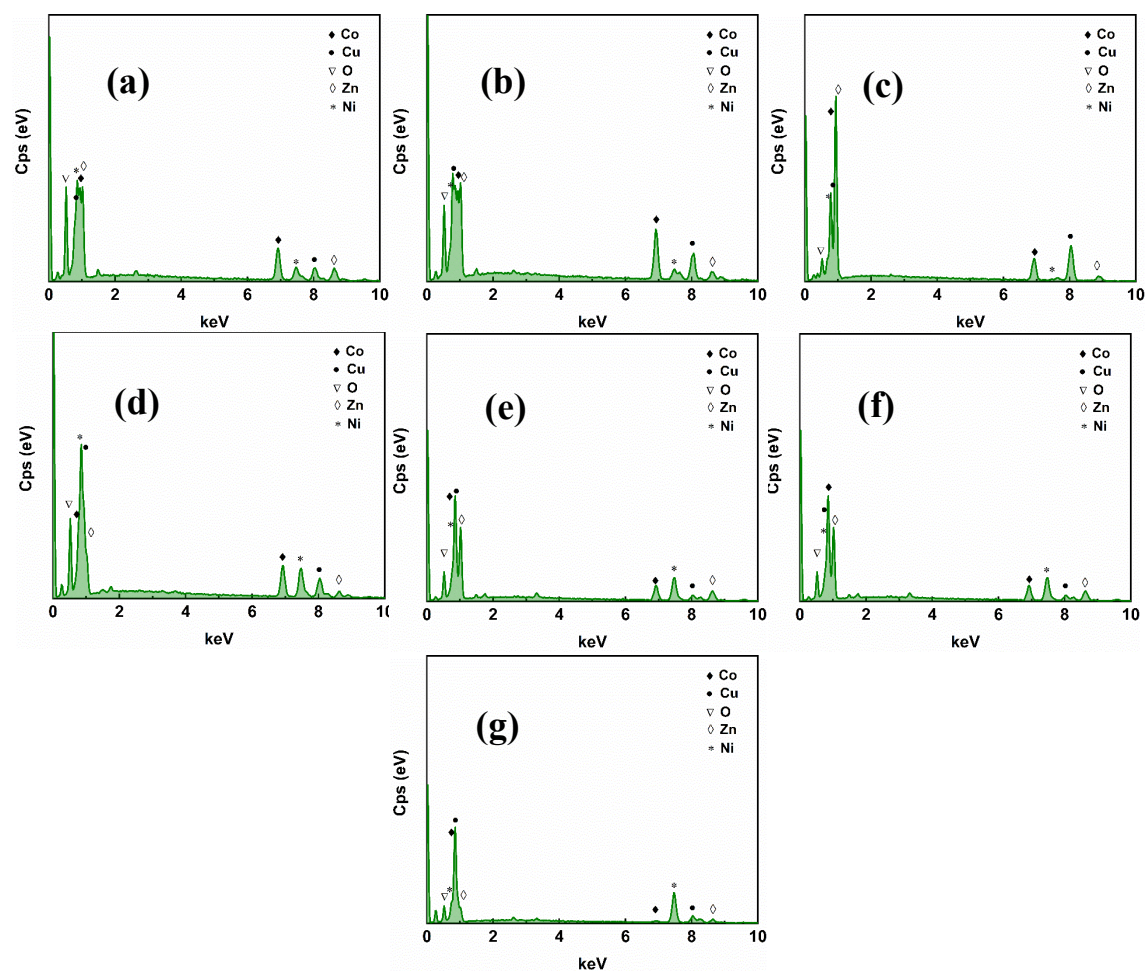 Cps (eV)
(a)
♦ Co
● Cu
▽ O
◊ Zn
* Ni
0 2 4 6 8 10
keV
Cps (eV)
(b)
♦ Co
● Cu
▽ O
◊ Zn
* Ni
0 2 4 6 8 10
keV
Cps (eV)
(c)
♦ Co
● Cu
▽ O
◊ Zn
* Ni
0 2 4 6 8 10
keV
Cps (eV)
(d)
♦ Co
● Cu
▽ O
◊ Zn
* Ni
0 2 4 6 8 10
keV
Cps (eV)
(e)
♦ Co
● Cu
▽ O
◊ Zn
* Ni
0 2 4 6 8 10
keV
Cps (eV)
(f)
♦ Co
● Cu
▽ O
◊ Zn
* Ni
0 2 4 6 8 10
keV
Cps (eV)
(g)
♦ Co
● Cu
▽ O
◊ Zn
* Ni
0 2 4 6 8 10
keV